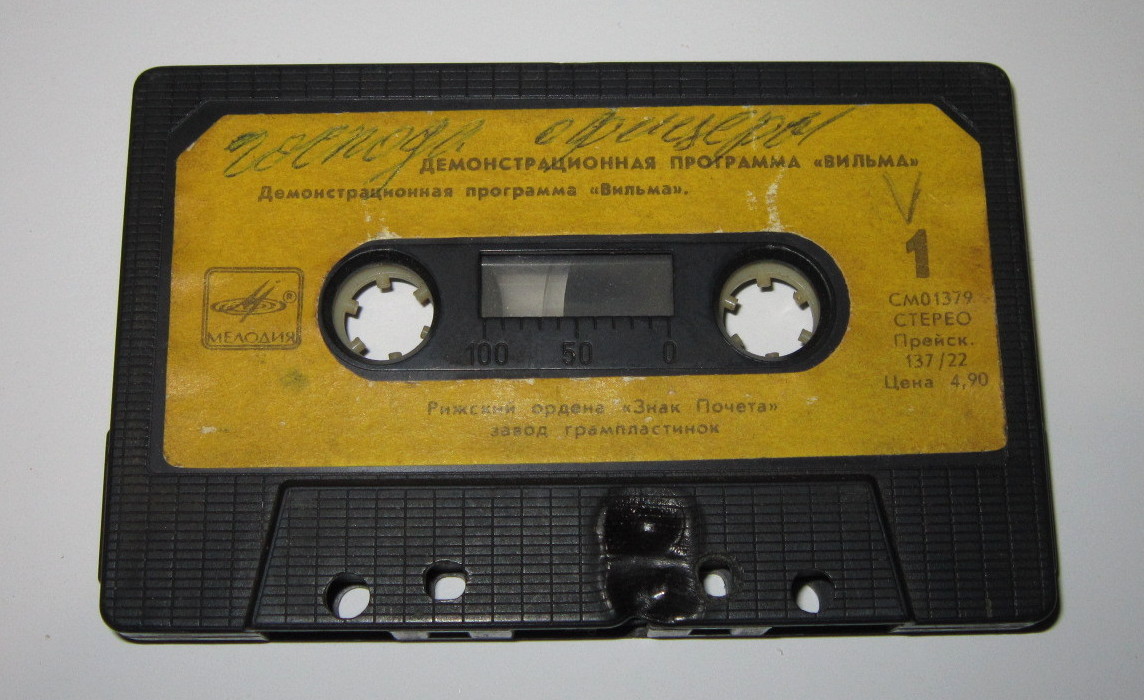 господа офицеры
ДЕМОНСТРАЦИОННАЯ ПРОГРАММА «ВИЛЬМА»
Демонстрационная программа «Вильма».
V
1
® МЕЛОДИЯ
СМ01379
СТЕРЕО
Прейск.
137/22
Цена 4,90
100 50 0
Рижский ордена «Знак Почета»
завод грампластинок